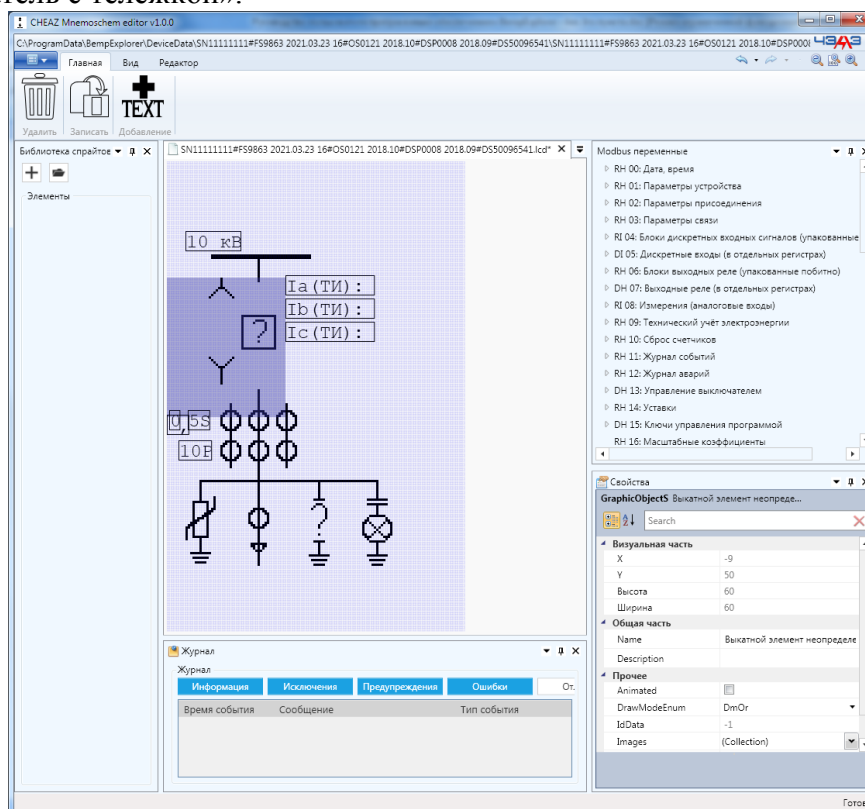 тель с тележкой».
CHEAZ Mnemoschem editor v1.0.0
C:\ProgramData\BempExplorer\DeviceData\SN11111111#FS9863 2021.03.23 16#OS0121 2018.10#DSP0008 2018.09#DS50096541\SN11111111#FS9863 2021.03.23 16#OS0121 2018.10#DSP0008
ЧЭАЗ
Главная Вид Редактор
TEXT
Удалить Записать Добавление
Библиотека спрайтов
Элементы
SN11111111#FS9863 2021.03.23 16#OS0121 2018.10#DSP0008 2018.09#DS50096541.lcd*
10 кВ
Ia(ТИ):
Ib(ТИ):
?
Ic(ТИ):
0,5S
10P
?
Modbus переменные
RH 00: Дата, время
RH 01: Параметры устройства
RH 02: Параметры присоединения
RH 03: Параметры связи
RI 04: Блоки дискретных входных сигналов (упакованные
DI 05: Дискретные входы (в отдельных регистрах)
RH 06: Блоки выходных реле (упакованные побитно)
DH 07: Выходные реле (в отдельных регистрах)
RI 08: Измерения (аналоговые входы)
RH 09: Технический учёт электроэнергии
RH 10: Сброс счетчиков
RH 11: Журнал событий
RH 12: Журнал аварий
DH 13: Управление выключателем
RH 14: Уставки
DH 15: Ключи управления программой
RH 16: Масштабные коэффициенты
Свойства
GraphicObjectS Выкатной элемент неопреде...
Search
Визуальная часть
X -9
Y 50
Высота 60
Ширина 60
Общая часть
Name Выкатной элемент неопределе
Description
Прочее
Animated
DrawModeEnum DmOr
IdData -1
Images (Collection)
Журнал
Журнал
Информация Исключения Предупреждения Ошибки От.
Время события Сообщение Тип события
Готов